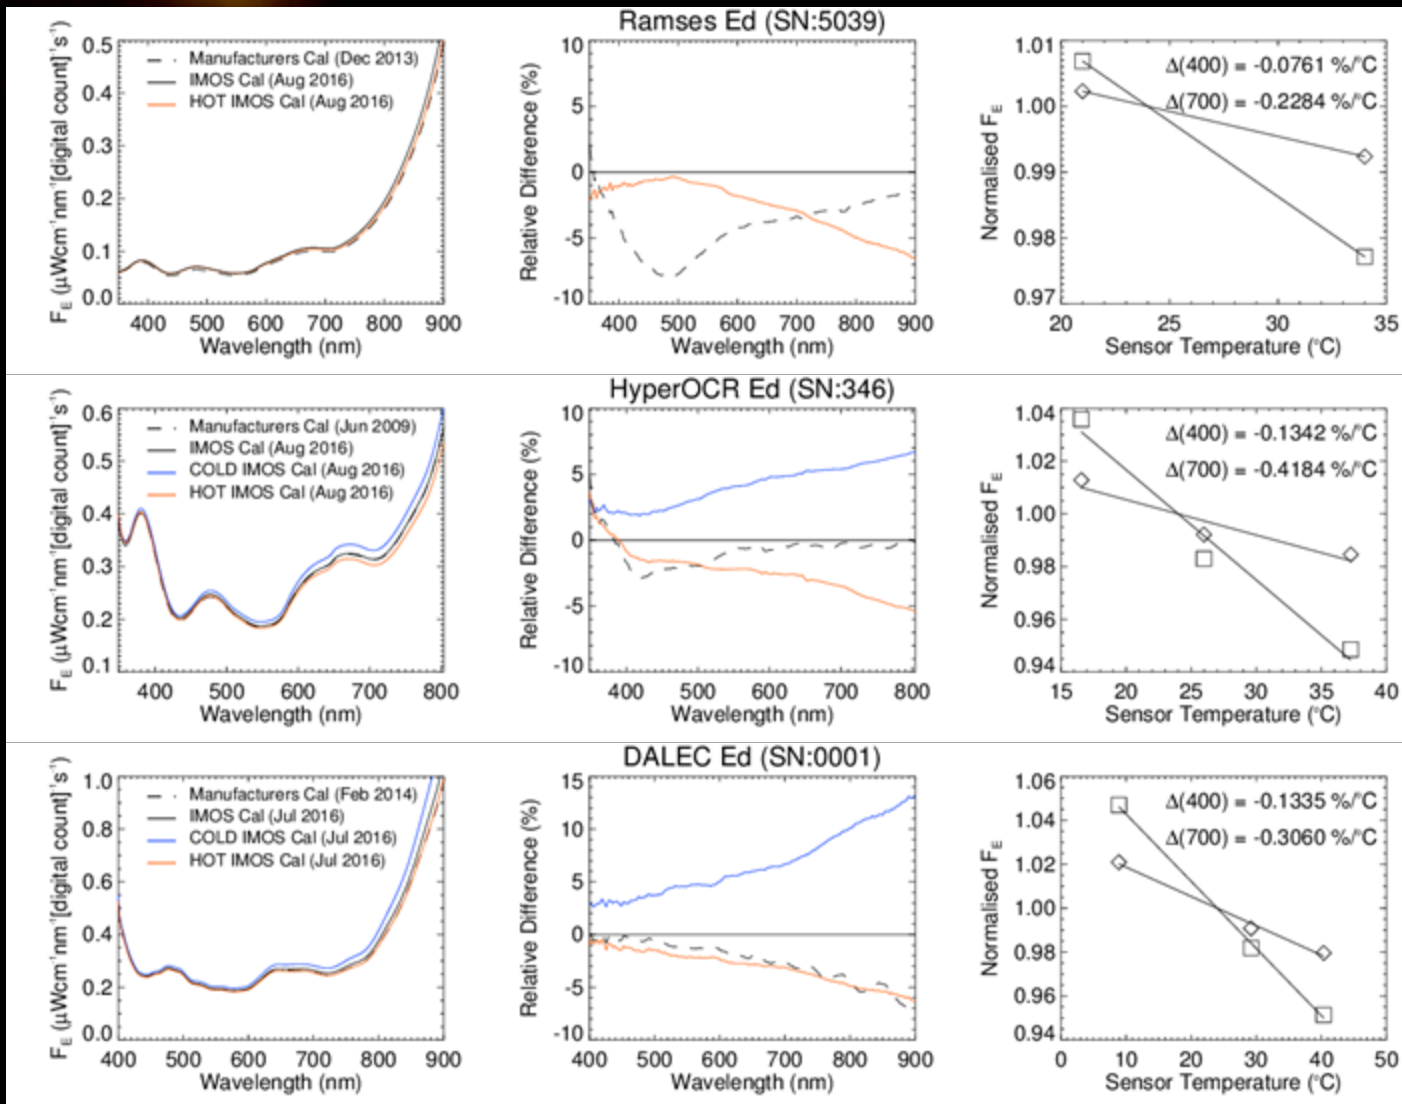 Ramses Ed (SN:5039)
F_E (μWcm⁻¹nm⁻¹[digital count]⁻¹s⁻¹)
0.5
0.4
0.3
0.2
0.1
0.0
Manufacturers Cal (Dec 2013)
IMOS Cal (Aug 2016)
HOT IMOS Cal (Aug 2016)
400 500 600 700 800 900
Wavelength (nm)
Relative Difference (%)
10
5
0
-5
-10
400 500 600 700 800 900
Wavelength (nm)
Normalised F_E
1.01
1.00
0.99
0.98
0.97
Δ(400) = -0.0761 %/°C
Δ(700) = -0.2284 %/°C
20 25 30 35
Sensor Temperature (°C)
HyperOCR Ed (SN:346)
F_E (μWcm⁻¹nm⁻¹[digital count]⁻¹s⁻¹)
0.6
0.5
0.4
0.3
0.2
0.1
Manufacturers Cal (Jun 2009)
IMOS Cal (Aug 2016)
COLD IMOS Cal (Aug 2016)
HOT IMOS Cal (Aug 2016)
400 500 600 700 800
Wavelength (nm)
Relative Difference (%)
10
5
0
-5
-10
400 500 600 700 800
Wavelength (nm)
Normalised F_E
1.04
1.02
1.00
0.98
0.96
0.94
Δ(400) = -0.1342 %/°C
Δ(700) = -0.4184 %/°C
15 20 25 30 35 40
Sensor Temperature (°C)
DALEC Ed (SN:0001)
F_E (μWcm⁻¹nm⁻¹[digital count]⁻¹s⁻¹)
1.0
0.8
0.6
0.4
0.2
0.0
Manufacturers Cal (Feb 2014)
IMOS Cal (Jul 2016)
COLD IMOS Cal (Jul 2016)
HOT IMOS Cal (Jul 2016)
400 500 600 700 800 900
Wavelength (nm)
Relative Difference (%)
15
10
5
0
-5
-10
400 500 600 700 800 900
Wavelength (nm)
Normalised F_E
1.06
1.04
1.02
1.00
0.98
0.96
0.94
Δ(400) = -0.1335 %/°C
Δ(700) = -0.3060 %/°C
0 10 20 30 40 50
Sensor Temperature (°C)